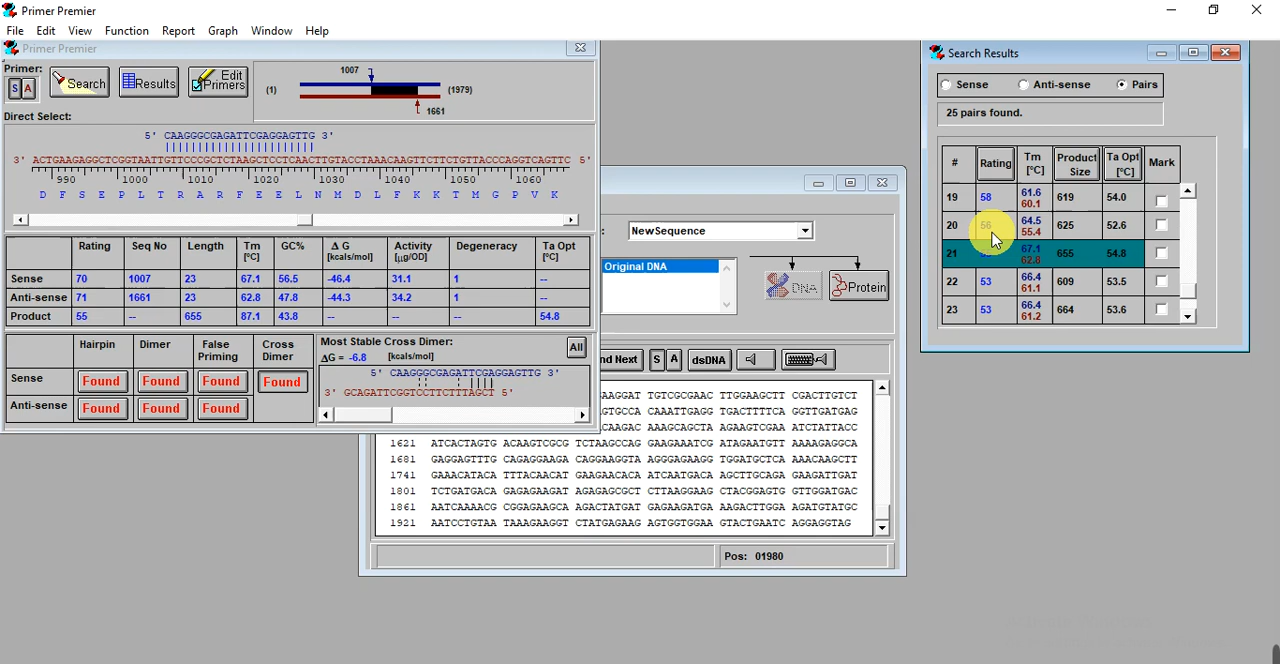 Primer Premier
File Edit View Function Report Graph Window Help
Primer Premier
Primer:
S A
Search
Results
Edit Primers
1007
(1) (1979)
1661
Direct Select:
5' CAAGGGCGAGATTCGAGGAGTTG 3'
3' ACTGAAGAGGCTCGGTAATTGTTCCCGCTCTAAGCTCCTCAACTTGTACCTAAACAAGTTCTTCTGTTACCCAGGTCAGTTC 5'
990 1000 1010 1020 1030 1040 1050 1060
D F S E P L T R A R F E E L N M D L F K K T M G P V K
Rating Seq No Length Tm [°C] GC% Δ G [kcals/mol] Activity [µg/OD] Degeneracy Ta Opt [°C]
Sense 70 1007 23 67.1 56.5 -46.4 31.1 1 --
Anti-sense 71 1661 23 62.8 47.8 -44.3 34.2 1 --
Product 55 -- 655 87.1 43.8 -- -- -- 54.8
Hairpin Dimer False Priming Cross Dimer
Sense Found Found Found Found
Anti-sense Found Found Found
Most Stable Cross Dimer: All
ΔG = -6.8 [kcals/mol]
5' CAAGGGCGAGATTCGAGGAGTTG 3'
3' GCAGATTCGGTCCTTCTTTAGCT 5'
: NewSequence
Original DNA
DNA Protein
nd Next S A dsDNA
AAGGAT TGTCGCGAAC TTGGAAGCTT CGACTTGTCT
GTGCCA CAAATTGAGG TGACTTTTCA GGTTGATGAG
CAAGAC AAAGCAGCTA AGAAGTCGAA ATCTATTACC
1621 ATCACTAGTG ACAAGTCGCG TCTAAGCCAG GAAGAAATCG ATAGAATGTT AAAAGAGGCA
1681 GAGGAGTTTG CAGAGGAAGA CAGGAAGGTA AGGGAGAAGG TGGATGCTCA AAACAAGCTT
1741 GAAACATACA TTTACAACAT GAAGAACACA ATCAATGACA AGCTTGCAGA GAAGATTGAT
1801 TCTGATGACA GAGAGAAGAT AGAGAGCGCT CTTAAGGAAG CTACGGAGTG GTTGGATGAC
1861 AATCAAAACG CGGAGAAGCA AGACTATGAT GAGAAGATGA AAGACTTGGA AGATGTATGC
1921 AATCCTGTAA TAAAGAAGGT CTATGAGAAG AGTGGTGGAA GTACTGAATC AGGAGGTAG
Pos: 01980
Search Results
Sense Anti-sense Pairs
25 pairs found.
# Rating Tm [°C] Product Size Ta Opt [°C] Mark
19 58 61.6 60.1 619 54.0
20 56 64.5 55.4 625 52.6
21 67.1 62.8 655 54.8
22 53 66.4 61.1 609 53.5
23 53 66.4 61.2 664 53.6